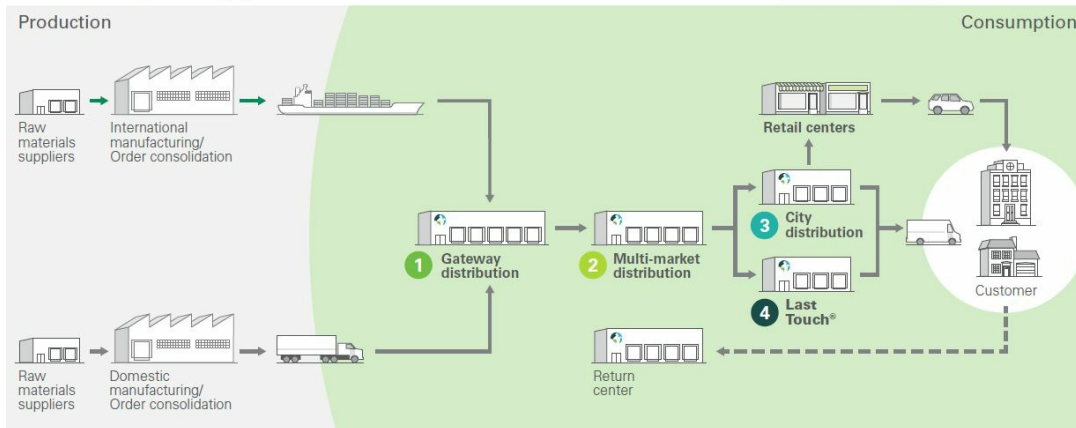 Production
Consumption
Raw
materials
suppliers
International
manufacturing/
Order consolidation
Retail centers
1 Gateway
distribution
2 Multi-market
distribution
3 City
distribution
4 Last
Touch®
Customer
Raw
materials
suppliers
Domestic
manufacturing/
Order consolidation
Return
center